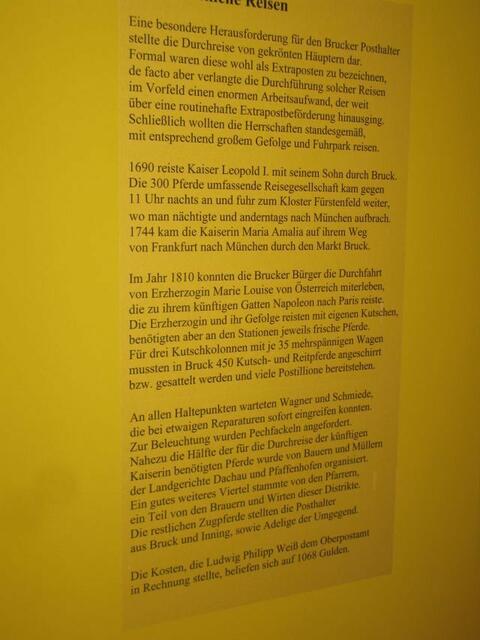 Reisen
Eine besondere Herausforderung für den Brucker Posthalter
stellte die Durchreise von gekrönten Häuptern dar.
Formal waren diese wohl als Extraposten zu bezeichnen,
de facto aber verlangte die Durchführung solcher Reisen
im Vorfeld einen enormen Arbeitsaufwand, der weit
über eine routinehafte Extrapostbeförderung hinausging.
Schließlich wollten die Herrschaften standesgemäß,
mit entsprechend großem Gefolge und Fuhrpark reisen.
1690 reiste Kaiser Leopold I. mit seinem Sohn durch Bruck.
Die 300 Pferde umfassende Reisegesellschaft kam gegen
11 Uhr nachts an und fuhr zum Kloster Fürstenfeld weiter,
wo man nächtigte und anderntags nach München aufbrach.
1744 kam die Kaiserin Maria Amalia auf ihrem Weg
von Frankfurt nach München durch den Markt Bruck.
Im Jahr 1810 konnten die Brucker Bürger die Durchfahrt
von Erzherzogin Marie Louise von Österreich miterleben,
die zu ihrem künftigen Gatten Napoleon nach Paris reiste.
Die Erzherzogin und ihr Gefolge reisten mit eigenen Kutschen,
benötigten aber an den Stationen jeweils frische Pferde.
Für drei Kutschkolonnen mit je 35 mehrspännigen Wagen
mussten in Bruck 450 Kutsch- und Reitpferde angeschirrt
bzw. gesattelt werden und viele Postillione bereitstehen.
An allen Haltepunkten warteten Wagner und Schmiede,
die bei etwaigen Reparaturen sofort eingreifen konnten.
Zur Beleuchtung wurden Pechfackeln angefordert.
Nahezu die Hälfte der für die Durchreise der künftigen
Kaiserin benötigten Pferde wurde von Bauern und Müllern
der Landgerichte Dachau und Pfaffenhofen organisiert.
Ein gutes weiteres Viertel stammte von den Pfarrern,
ein Teil von den Brauern und Wirten dieser Distrikte.
Die restlichen Zugpferde stellten die Posthalter
aus Bruck und Inning, sowie Adelige der Umgegend.
Die Kosten, die Ludwig Philipp Weiß dem Oberpostamt
in Rechnung stellte, beliefen sich auf 1068 Gulden.